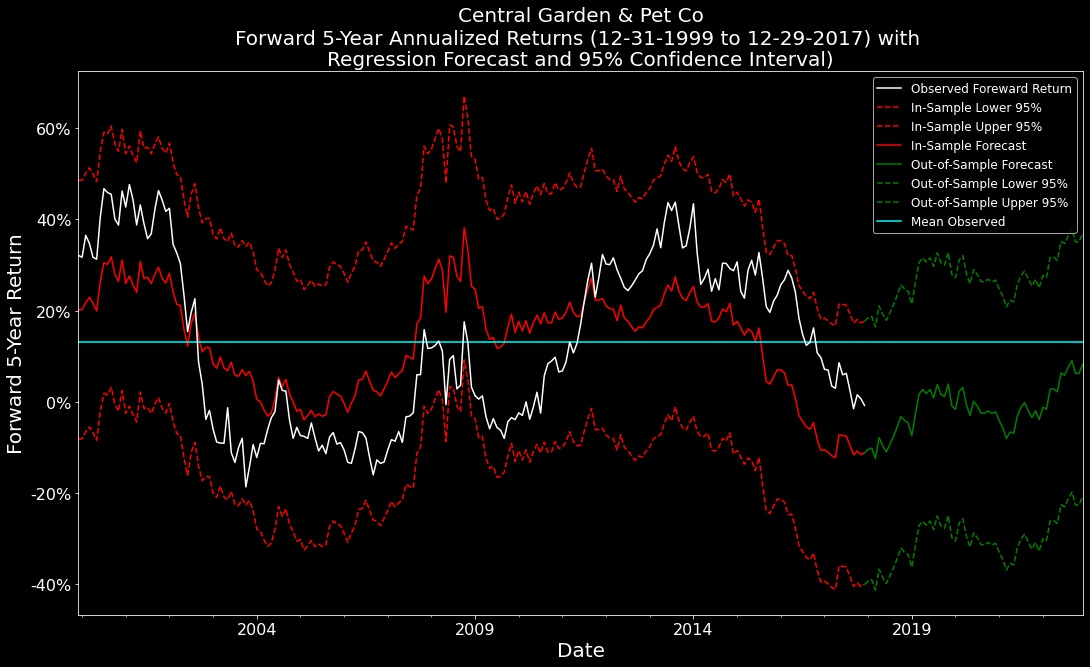 Central Garden & Pet Co
Forward 5-Year Annualized Returns (12-31-1999 to 12-29-2017) with
Regression Forecast and 95% Confidence Interval)
Observed Foreward Return
In-Sample Lower 95%
In-Sample Upper 95%
In-Sample Forecast
Out-of-Sample Forecast
Out-of-Sample Lower 95%
Out-of-Sample Upper 95%
Mean Observed
Forward 5-Year Return
60%
40%
20%
0%
-20%
-40%
2004
2009
2014
2019
Date